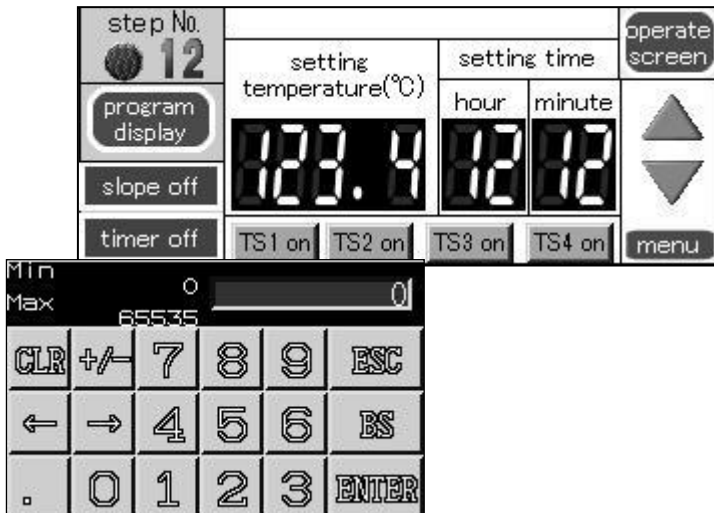 step No.
12
program
display
slope off
timer off
setting
temperature(℃)
123.4
setting time
hour minute
12 12
TS1 on TS2 on TS3 on TS4 on
operate
screen
menu
Min 0
Max 65535
0
CLR +/- 7 8 9 ESC
← → 4 5 6 BS
. 0 1 2 3 ENTER